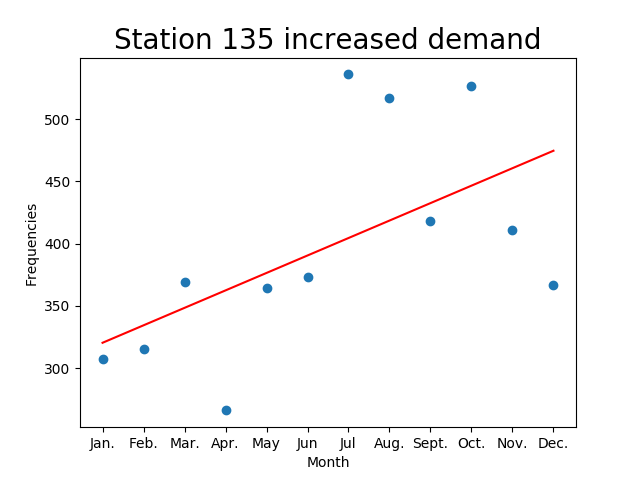 Station 135 increased demand
500
450
400
350
300
Frequencies
Jan. Feb. Mar. Apr. May Jun Jul Aug. Sept. Oct. Nov. Dec.
Month